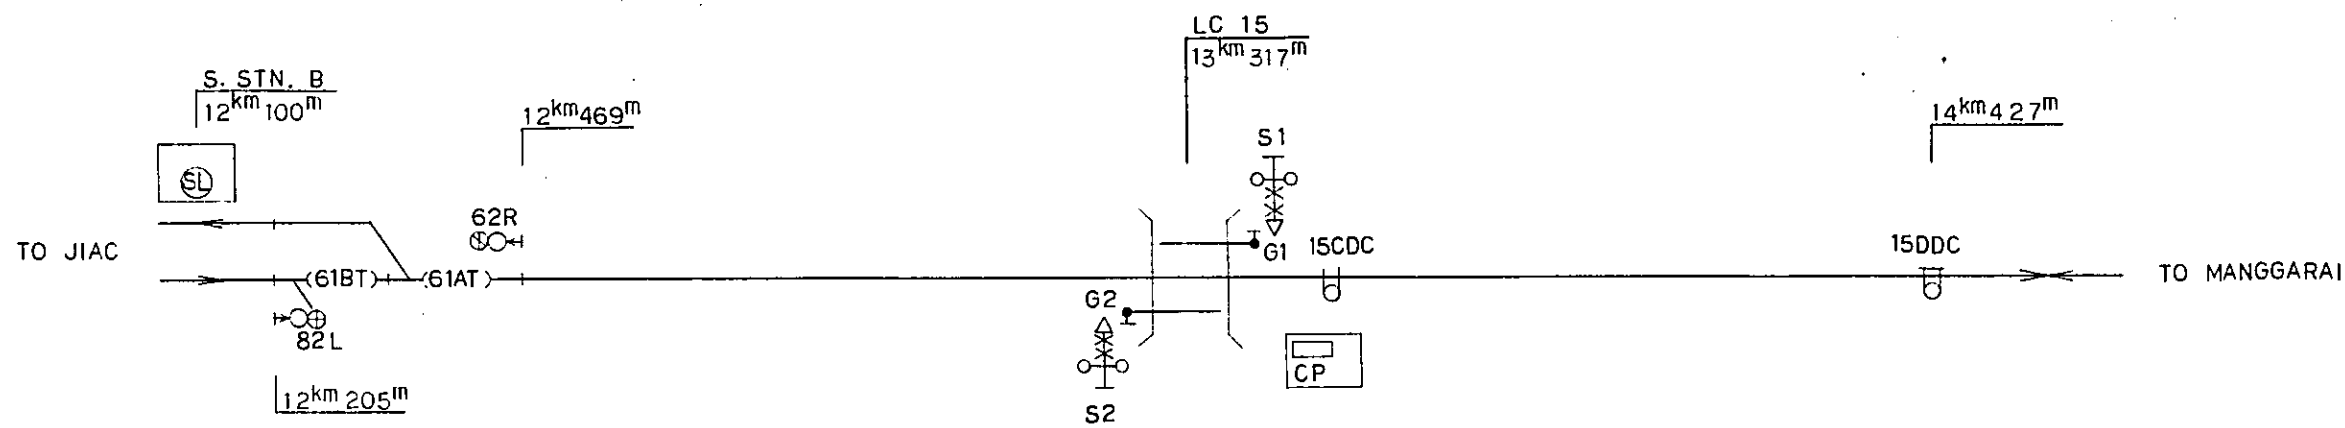 LC 15
13km 317m
S. STN. B
12km 100m
12km 469m
14km 427m
S1
SL
62R
TO JIAC
G1
15CDC
15DDC
(61BT)
(61AT)
TO MANGGARAI
G2
82L
CP
12km 205m
S2